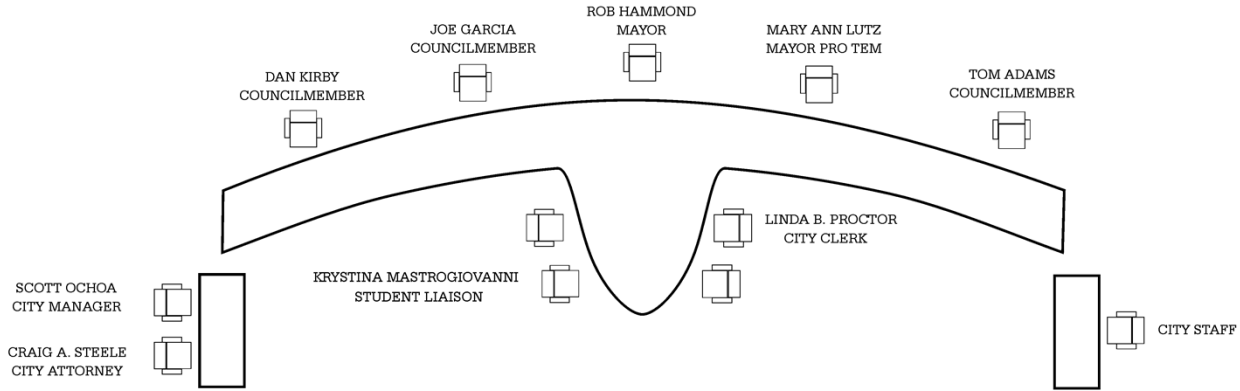 ROB HAMMOND
MAYOR
JOE GARCIA
COUNCILMEMBER
MARY ANN LUTZ
MAYOR PRO TEM
DAN KIRBY
COUNCILMEMBER
TOM ADAMS
COUNCILMEMBER
LINDA B. PROCTOR
CITY CLERK
KRYSTINA MASTROGIOVANNI
STUDENT LIAISON
SCOTT OCHOA
CITY MANAGER
CRAIG A. STEELE
CITY ATTORNEY
CITY STAFF